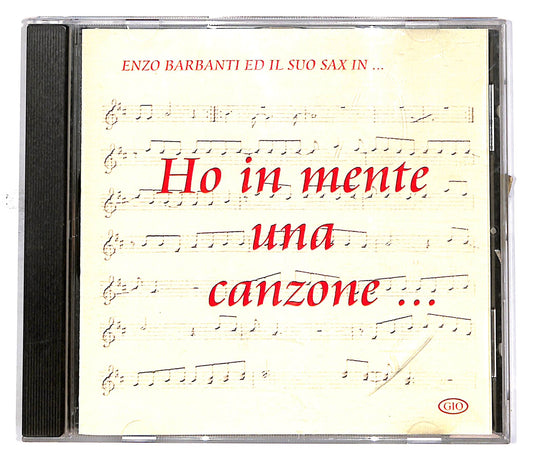 ENZO BARBANTI ED IL SUO SAX IN ...
Ho in mente
una
canzone ...
GIO